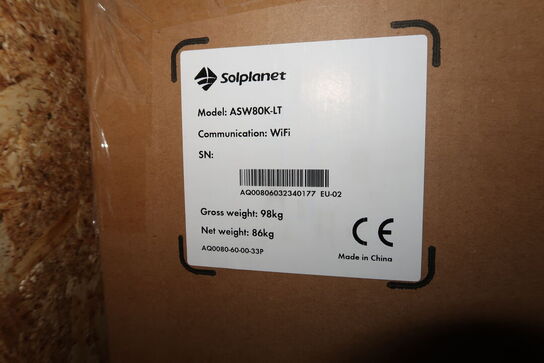 Solplanet
Model: ASW80K-LT
Communication: WiFi
SN:
AQ00806032340177 EU-02
Gross weight: 98kg
Net weight: 86kg
CE
AQ0080-60-00-33P
Made in China